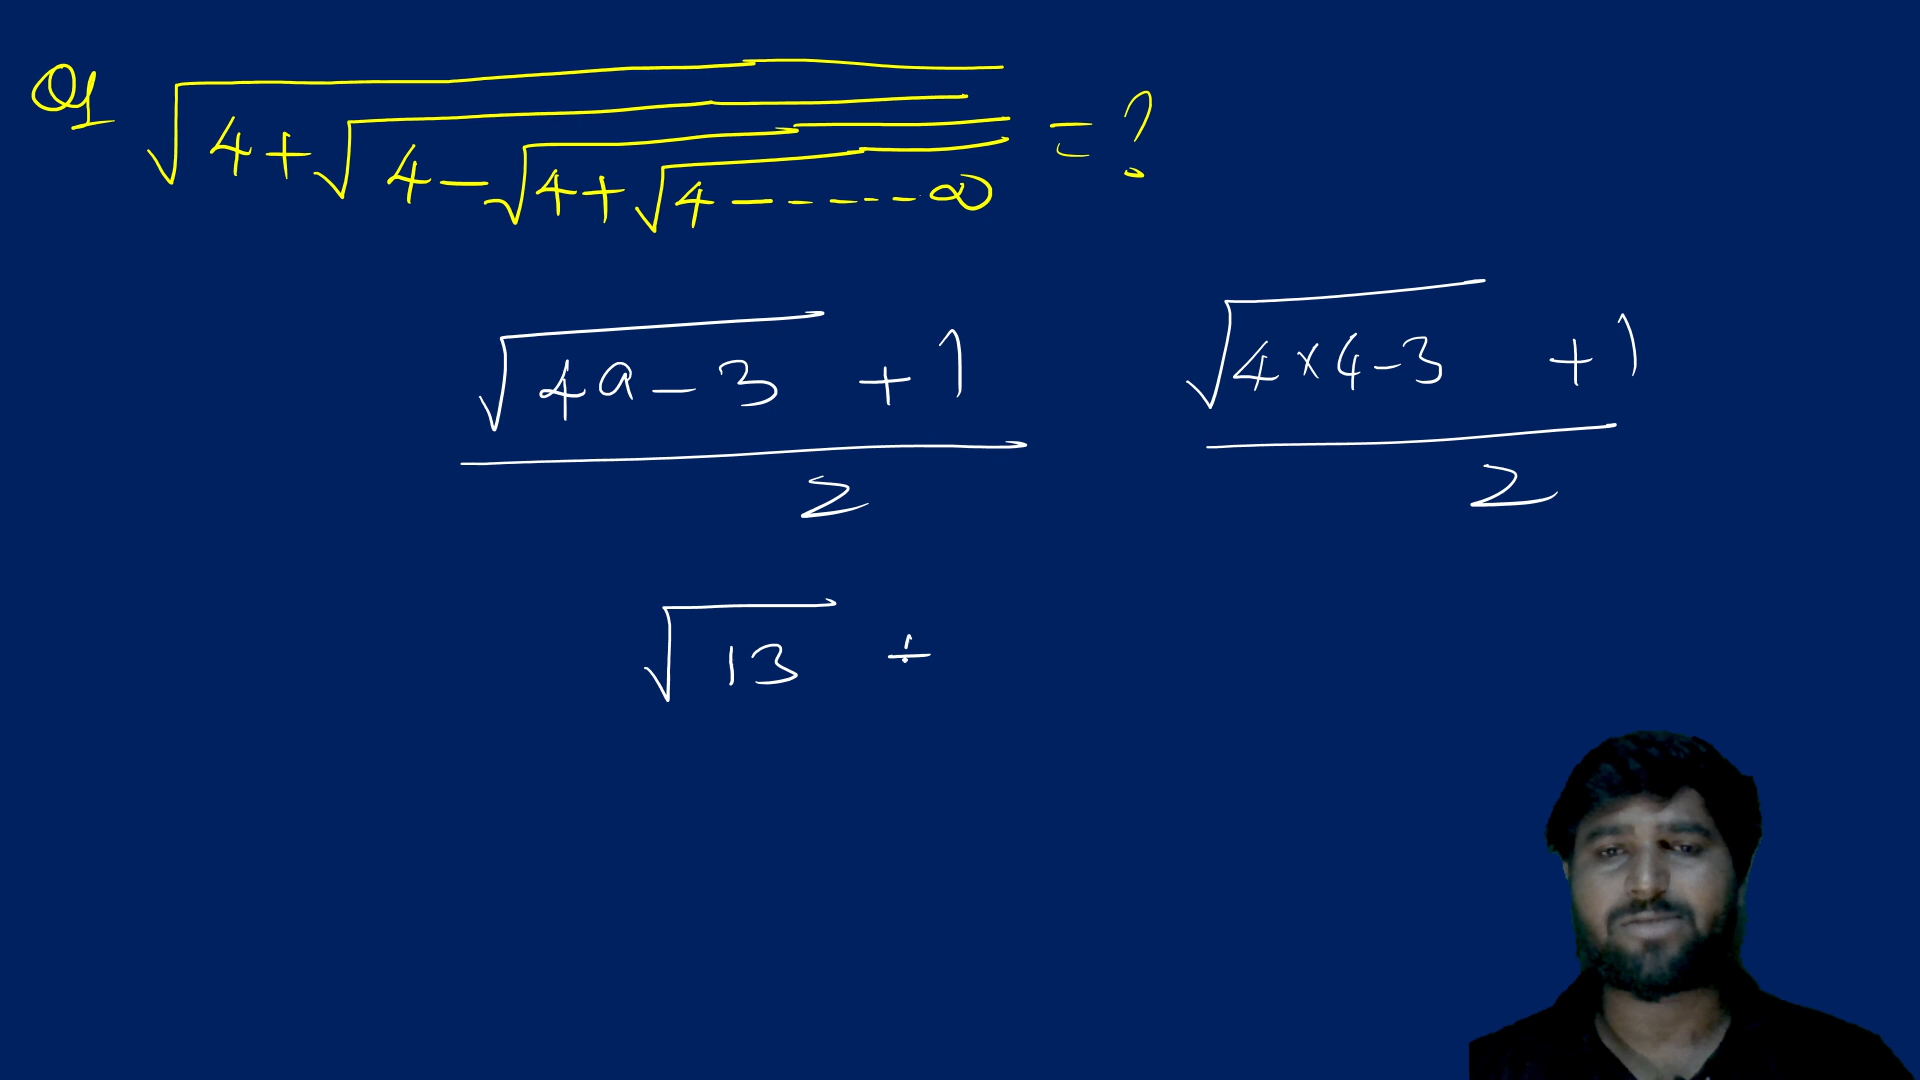 Q1 √(4+√(4-√(4+√(4------∞)))) = ?
(√(4a-3) + 1)/2 (√(4×4-3) + 1)/2
√13 ÷